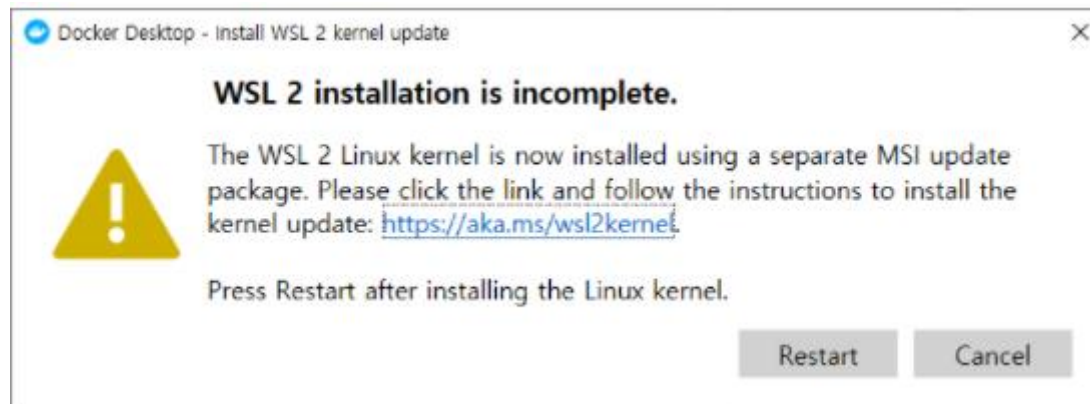 Docker Desktop - Install WSL 2 kernel update
WSL 2 installation is incomplete.
The WSL 2 Linux kernel is now installed using a separate MSI update
package. Please click the link and follow the instructions to install the
kernel update: https://aka.ms/wsl2kernel.
Press Restart after installing the Linux kernel.
Restart Cancel